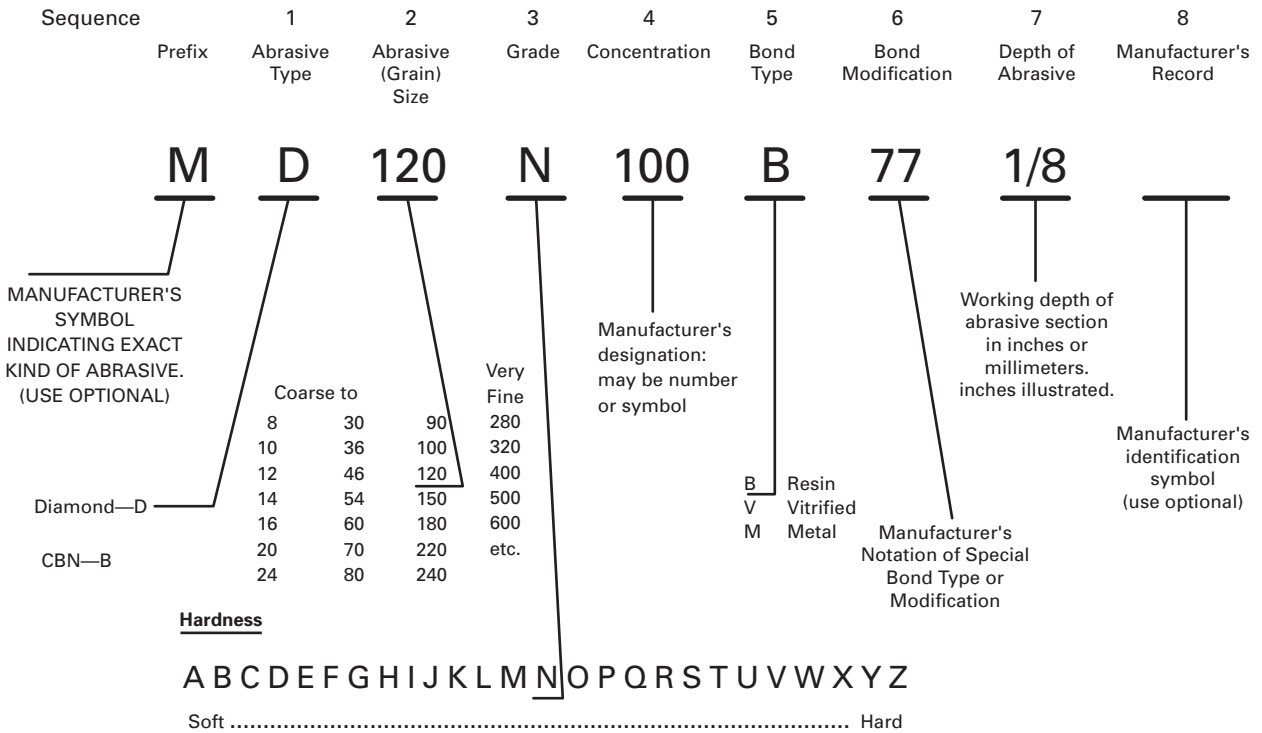 Sequence 1 2 3 4 5 6 7 8
Prefix Abrasive Abrasive Grade Concentration Bond Bond Depth of Manufacturer's
Type (Grain) Type Modification Abrasive Record
Size
M D 120 N 100 B 77 1/8
MANUFACTURER'S
SYMBOL
INDICATING EXACT
KIND OF ABRASIVE.
(USE OPTIONAL)
Diamond—D
CBN—B
Coarse to
Very
Fine
8 30 90 280
10 36 100 320
12 46 120 400
14 54 150 500
16 60 180 600
20 70 220 etc.
24 80 240
Manufacturer's
designation:
may be number
or symbol
B Resin
V Vitrified
M Metal
Manufacturer's
Notation of Special
Bond Type or
Modification
Working depth of
abrasive section
in inches or
millimeters.
inches illustrated.
Manufacturer's
identification
symbol
(use optional)
Hardness
A B C D E F G H I J K L M N O P Q R S T U V W X Y Z
Soft ............................................................................................. Hard